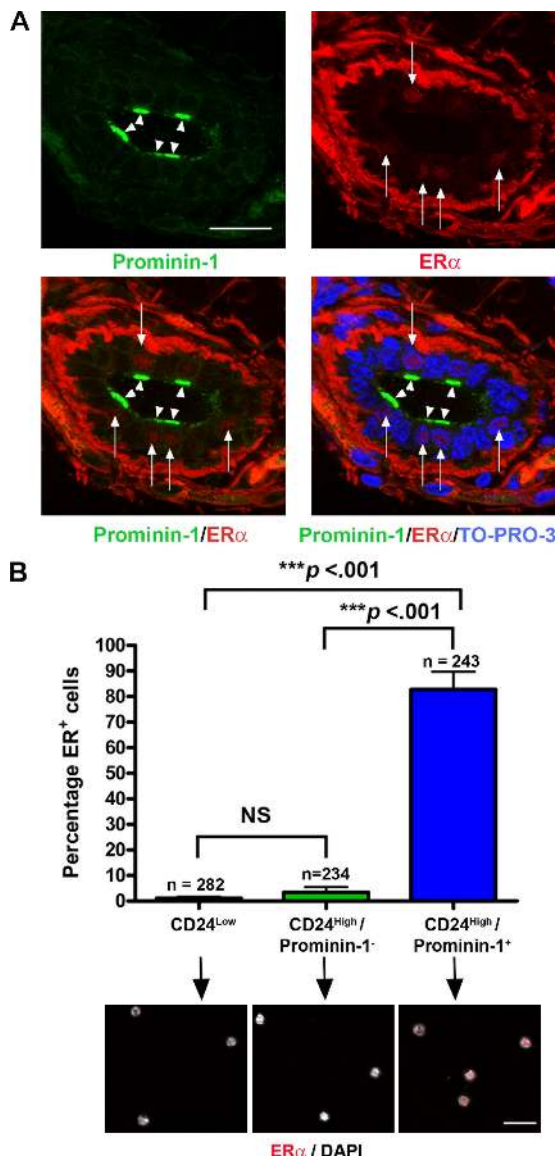 A
Prominin-1
ERα
Prominin-1/ERα
Prominin-1/ERα/TO-PRO-3
B
***p <.001
***p <.001
100
90
80
70
60
50
40
30
20
10
0
Percentage ER+ cells
n = 243
NS
n = 282
n=234
CD24Low
CD24High /
Prominin-1-
CD24High /
Prominin-1+
ERα / DAPI